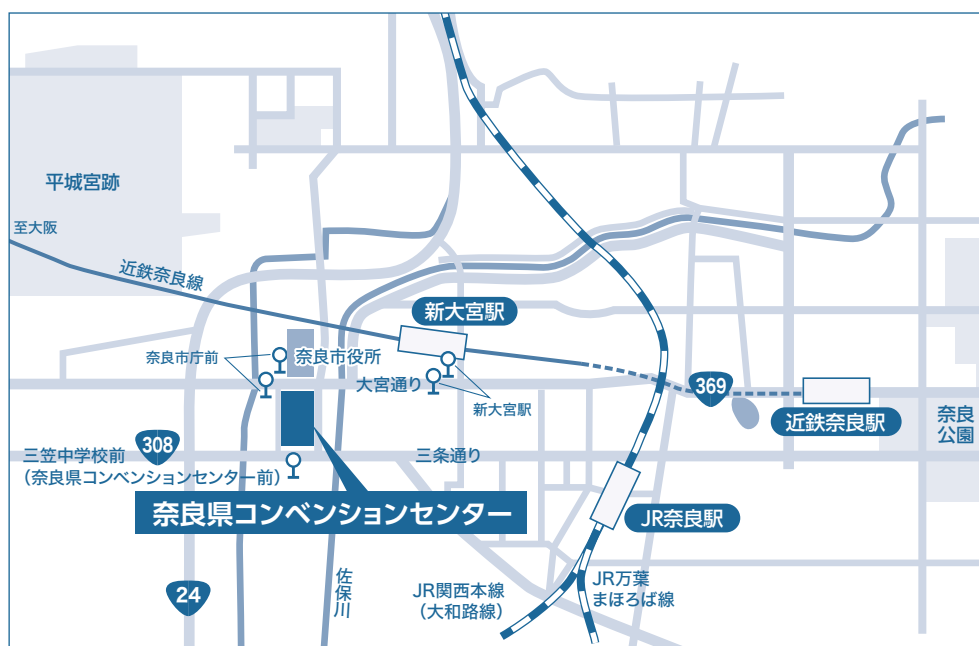 平城宮跡
至大阪
近鉄奈良線
新大宮駅
奈良市庁前
奈良市役所
大宮通り
新大宮駅
369
近鉄奈良駅
奈良
公園
308
三笠中学校前
（奈良県コンベンションセンター前）
三条通り
奈良県コンベンションセンター
JR奈良駅
24
佐保川
JR関西本線
（大和路線）
JR万葉
まほろば線